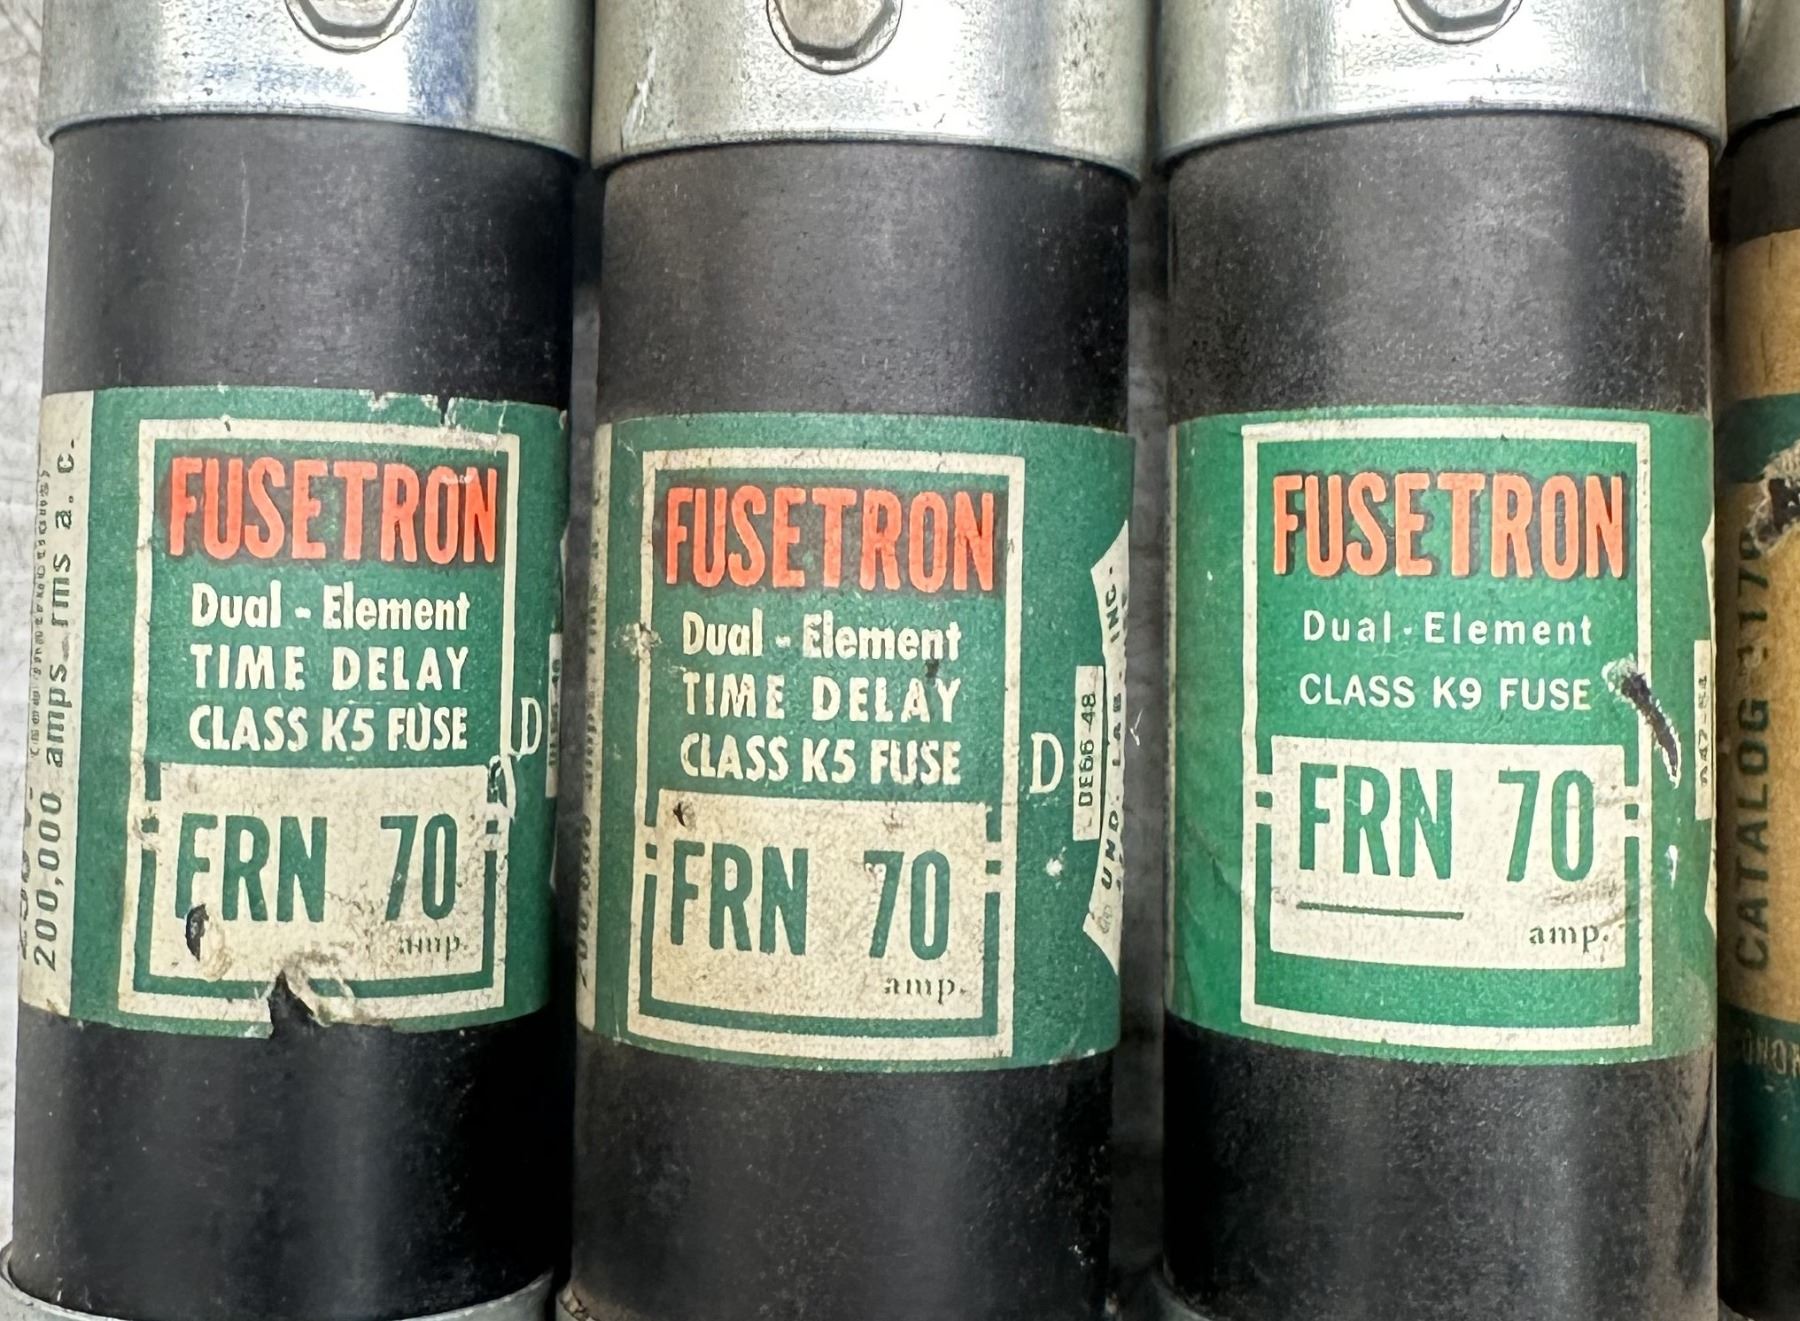 200,000 amps rms a.c.
FUSETRON
Dual - Element
TIME DELAY
CLASS K5 FUSE
D
FRN 70
amp.
FUSETRON
Dual - Element
TIME DELAY
CLASS K5 FUSE
D
FRN 70
amp.
DE66-48
UND. LAB. INC.
FUSETRON
Dual-Element
CLASS K9 FUSE
FRN 70
amp.
CATALOG